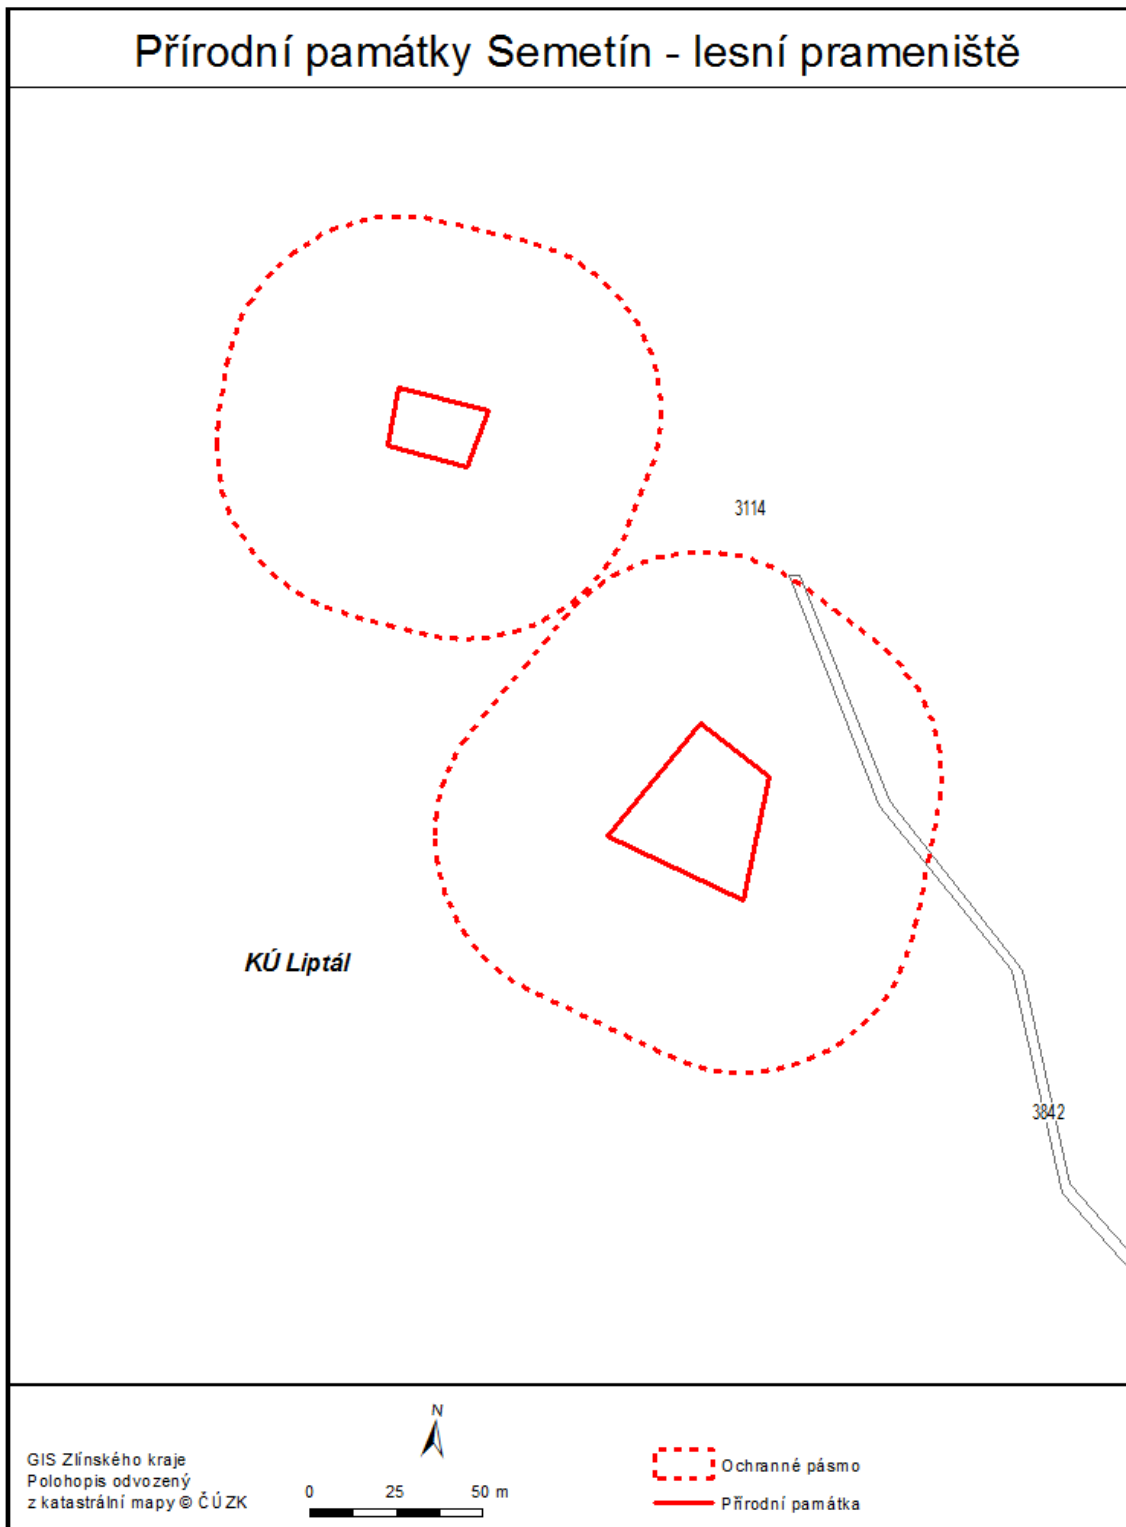 Přírodní památky Semetín - lesní prameniště
3114
KÚ Liptál
3842
N
GIS Zlínského kraje
Polohopis odvozený
z katastrální mapy © ČÚZK
0 25 50 m
Ochranné pásmo
Přírodní památka